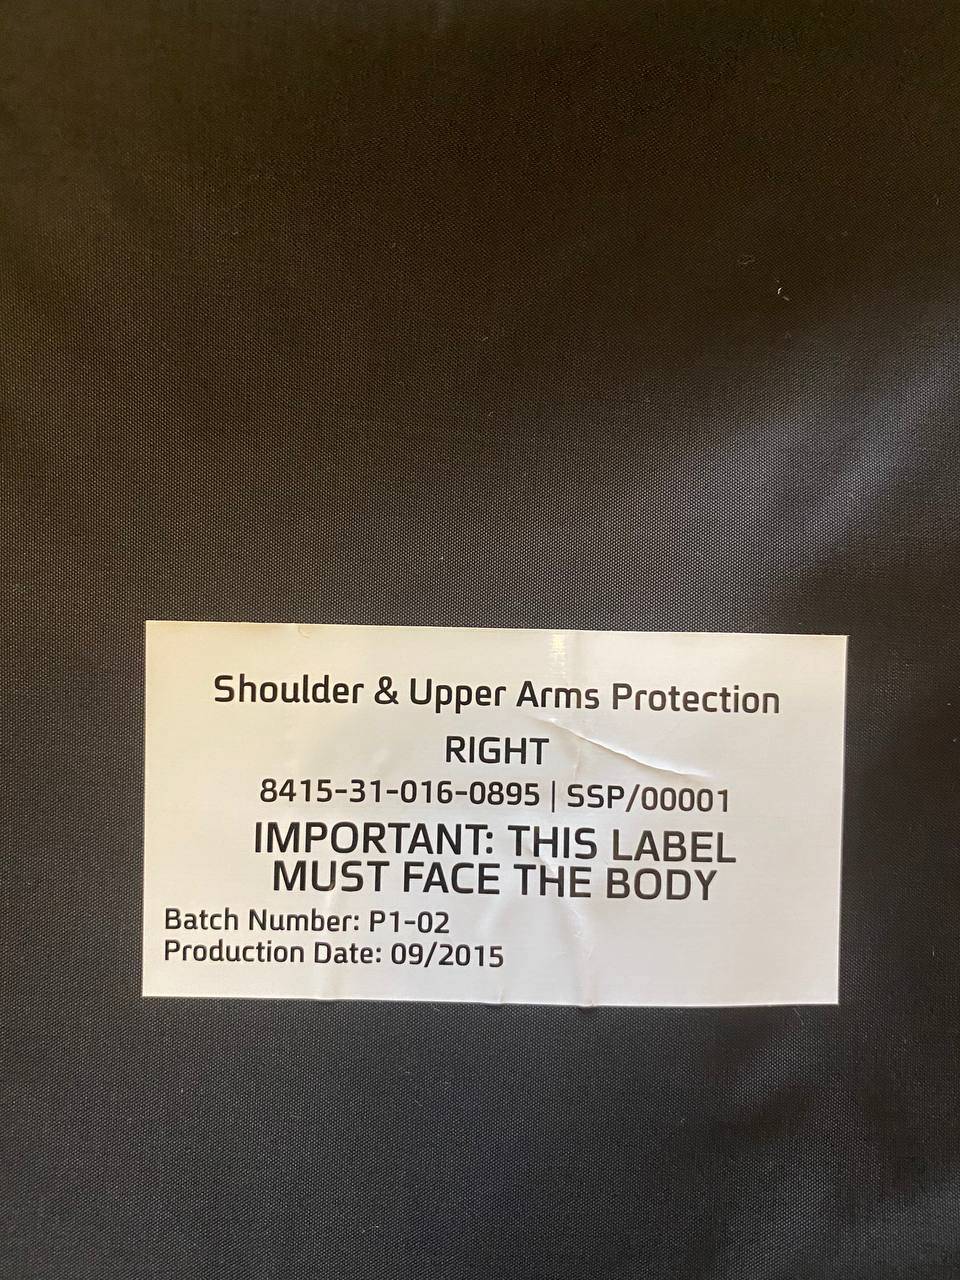 Shoulder & Upper Arms Protection
RIGHT
8415-31-016-0895 | SSP/00001
IMPORTANT: THIS LABEL
MUST FACE THE BODY
Batch Number: P1-02
Production Date: 09/2015